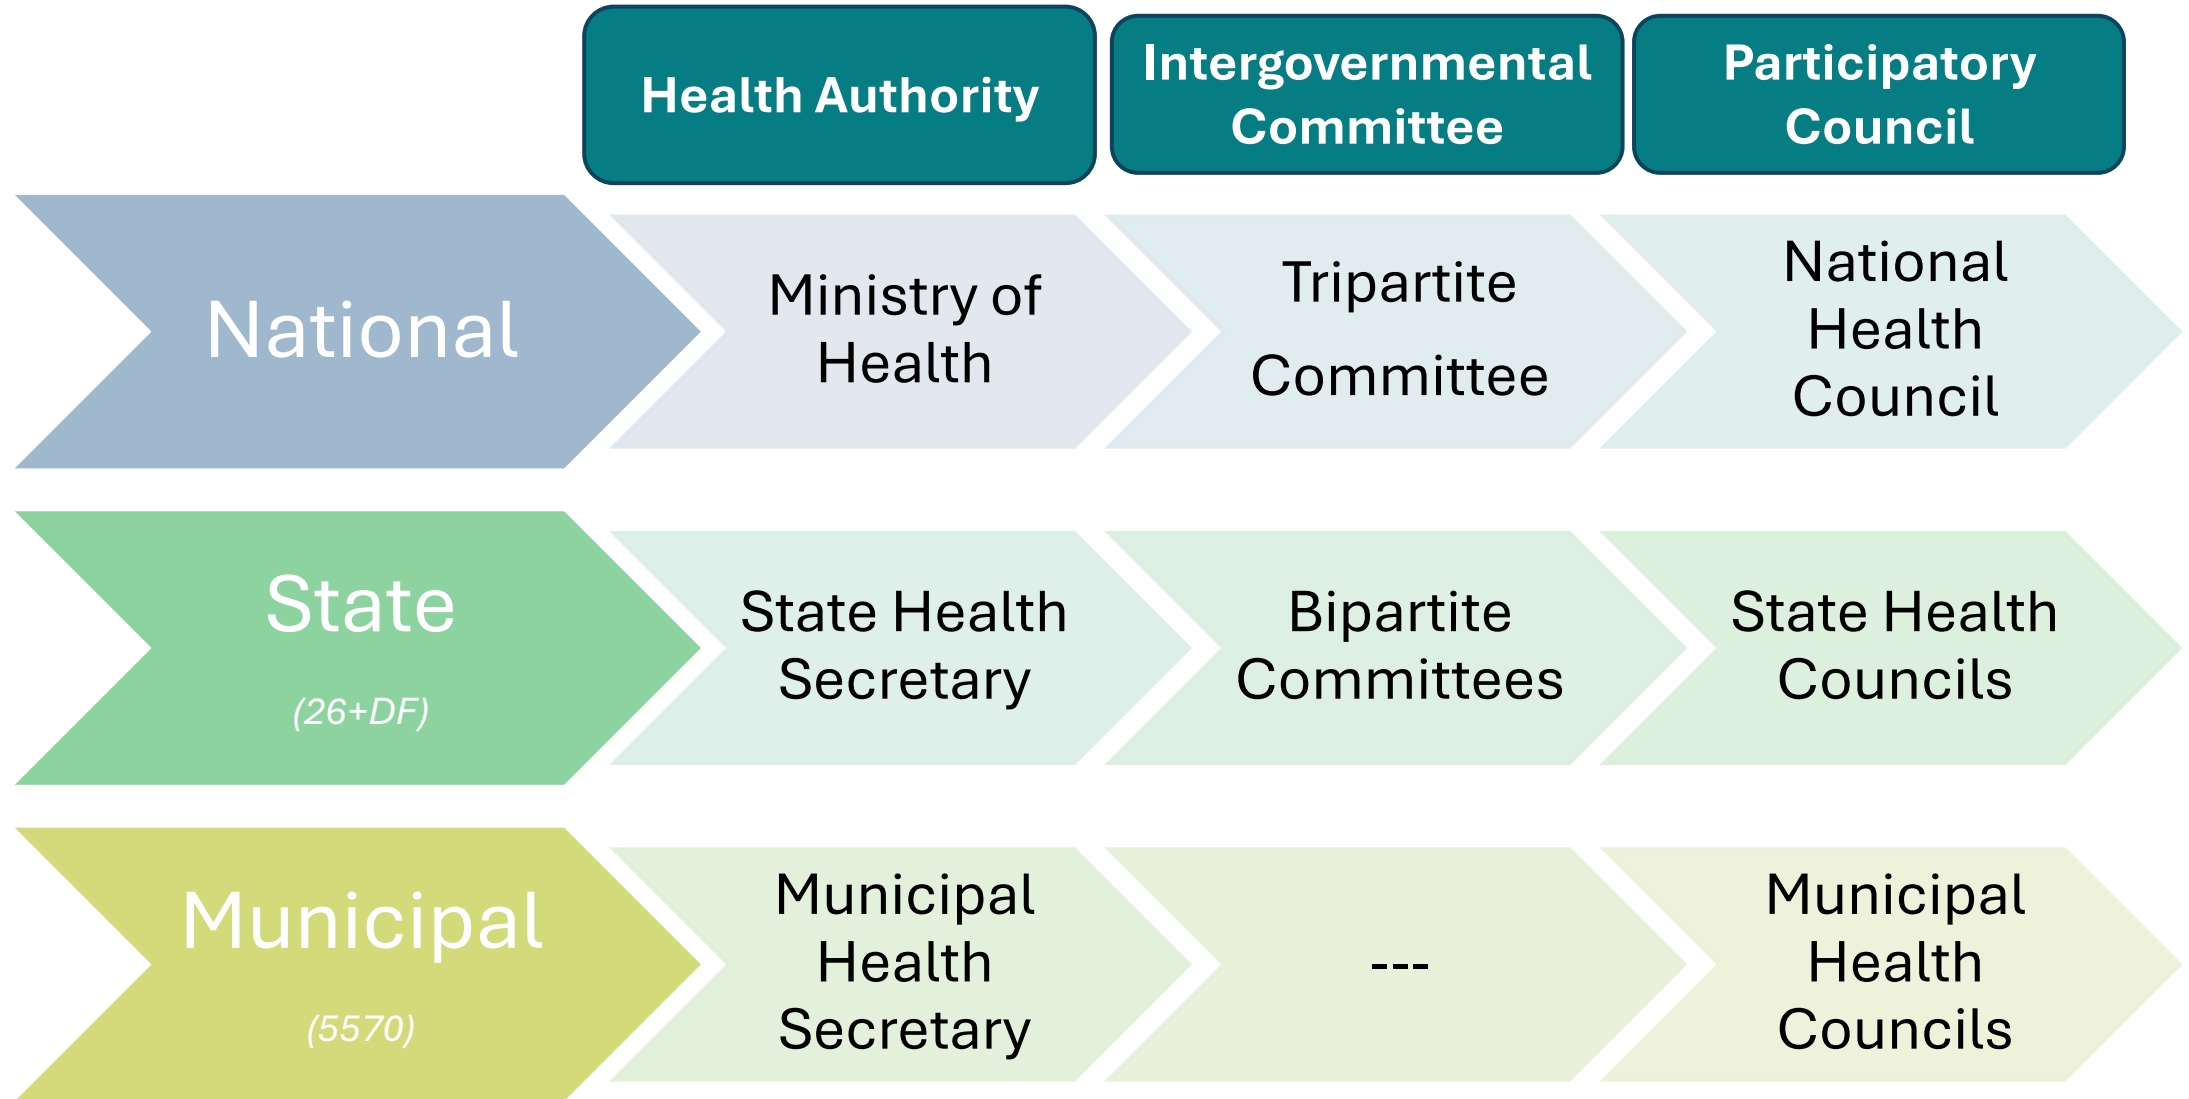 Health Authority
Intergovernmental
Committee
Participatory
Council
National
Ministry of
Health
Tripartite
Committee
National
Health
Council
State
(26+DF)
State Health
Secretary
Bipartite
Committees
State Health
Councils
Municipal
(5570)
Municipal
Health
Secretary
---
Municipal
Health
Councils